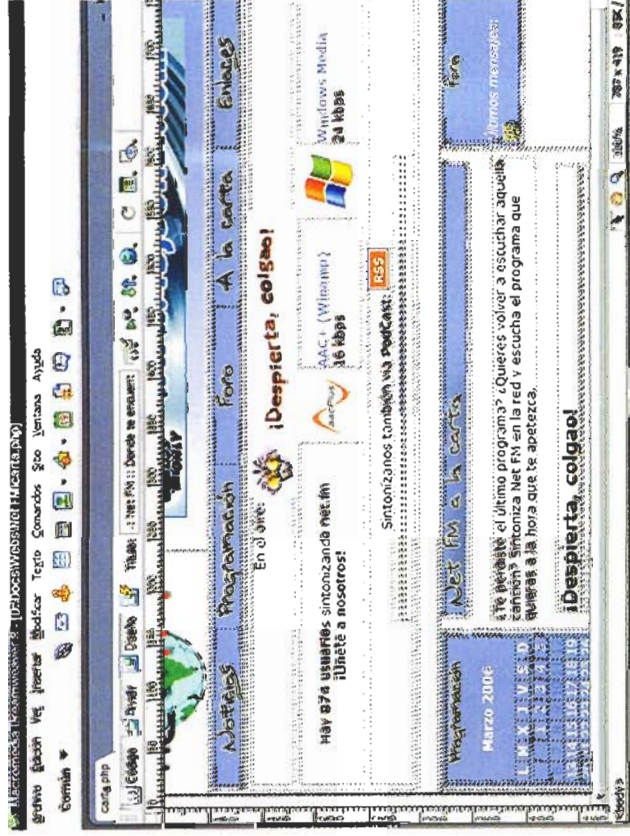 Macromedia Dreamweaver 8 - [D:\Docs\Webs\Net FM\carta.php]
Archivo Edición Ver Insertar Modificar Texto Comandos Sitio Ventana Ayuda
Común
carta.php
Código Dividir Diseño Título: .: Net FM :: Donde te encuentr
Noticias Programación Foro A la carta Enlaces
En el aire: ¡Despierta, colgao!
Hay 874 usuarios sintonizando net.fm
¡Únete a nosotros!
AAC+ (Winamp)
16 kbps
Windows Media
24 kbps
Sintonízanos también via PodCast: RSS
Programación
Marzo 2006
L M X J V S D
Net FM a la carta
¿Te perdiste el último programa? ¿Quieres volver a escuchar aquella
canción? Sintoniza Net FM en la red y escucha el programa que
quieras a la hora que te apetezca.
¡Despierta, colgao!
Foro
Últimos mensajes:
<body>
100% 787 x 419